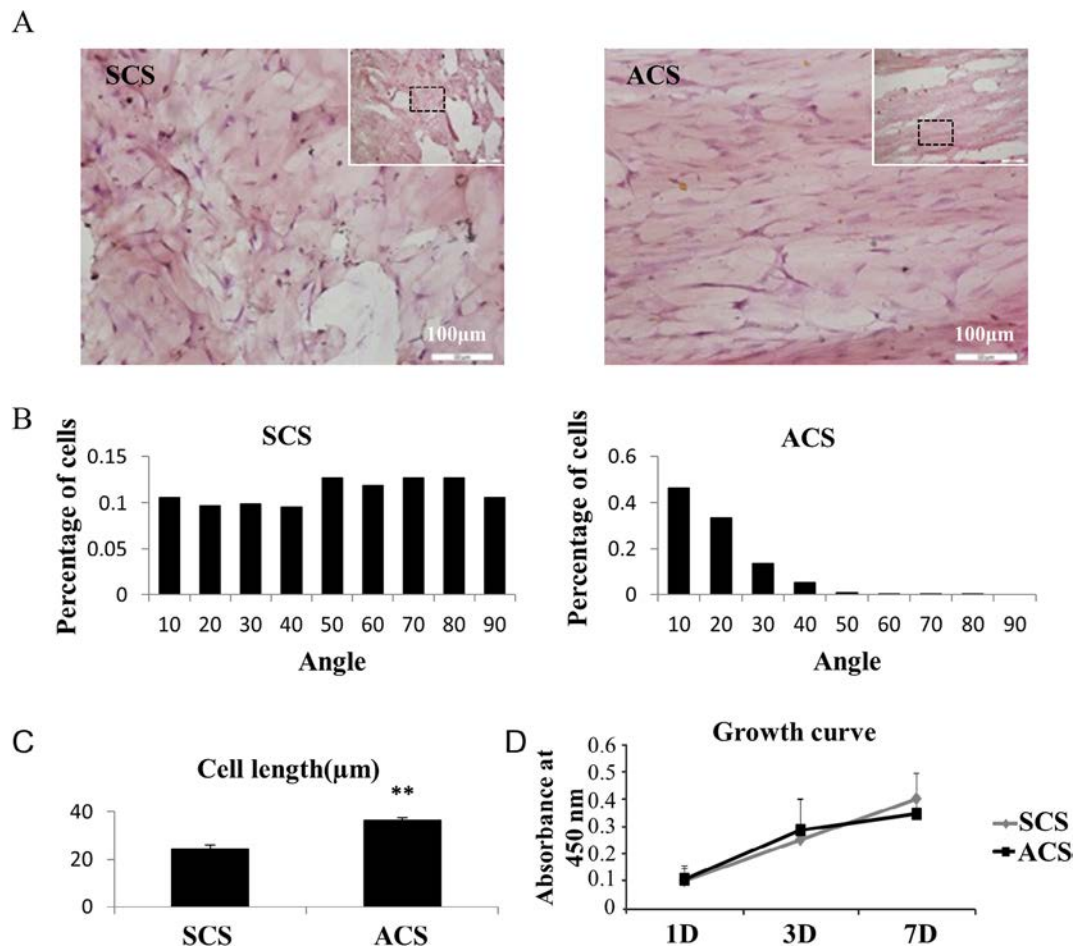 A
SCS
100μm
ACS
100μm
B
SCS
Percentage of cells
0.15
0.1
0.05
0
10 20 30 40 50 60 70 80 90
Angle
ACS
Percentage of cells
0.6
0.4
0.2
0
10 20 30 40 50 60 70 80 90
Angle
C
Cell length(μm)
**
40
20
0
SCS ACS
D
Growth curve
Absorbance at
450 nm
0.6
0.5
0.4
0.3
0.2
0.1
0
1D 3D 7D
SCS
ACS